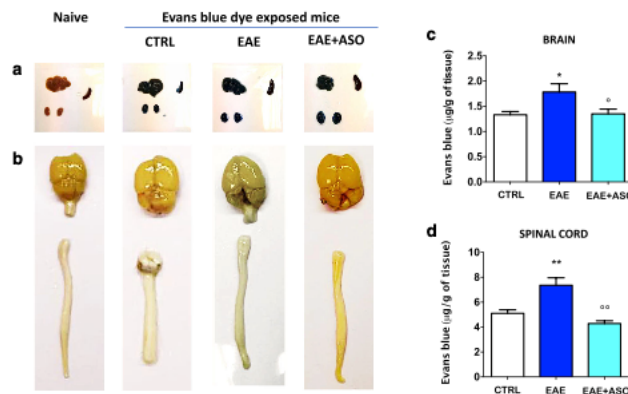 Naive
Evans blue dye exposed mice
CTRL EAE EAE+ASO
a
b
c
BRAIN
Evans blue (µg/g of tissue)
2.5
2.0
1.5
1.0
0.5
0.0
*
°
CTRL EAE EAE+ASO
d
SPINAL CORD
Evans blue (µg/g of tissue)
10
8
6
4
2
0
**
°°
CTRL EAE EAE+ASO